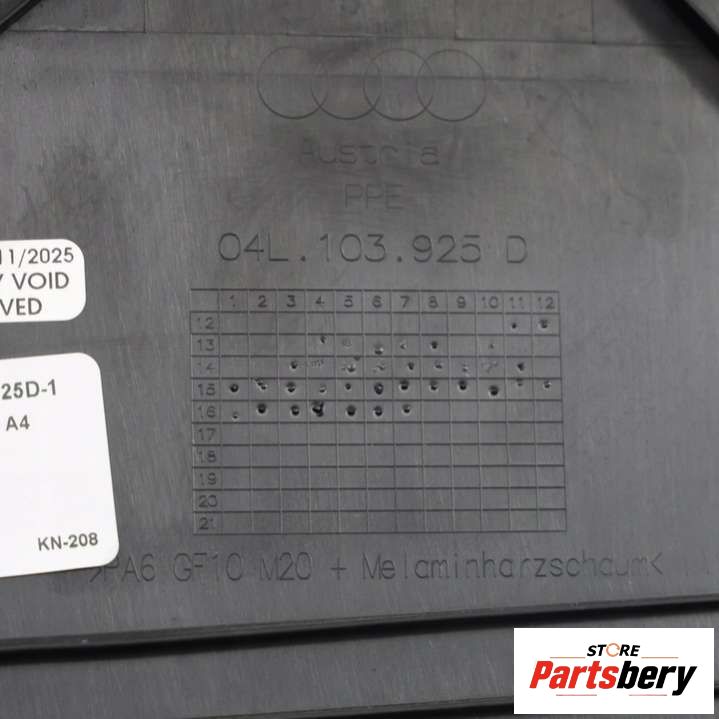 Austria
PPE
04L.103.925 D
11/2025
VOID
VED
1 2 3 4 5 6 7 8 9 10 11 12
12
13
14
15
16
17
18
19
20
21
25D-1
A4
KN-208
>PA6 GF10 M20 + Melaminharzschaum<
STORE
Partsbery